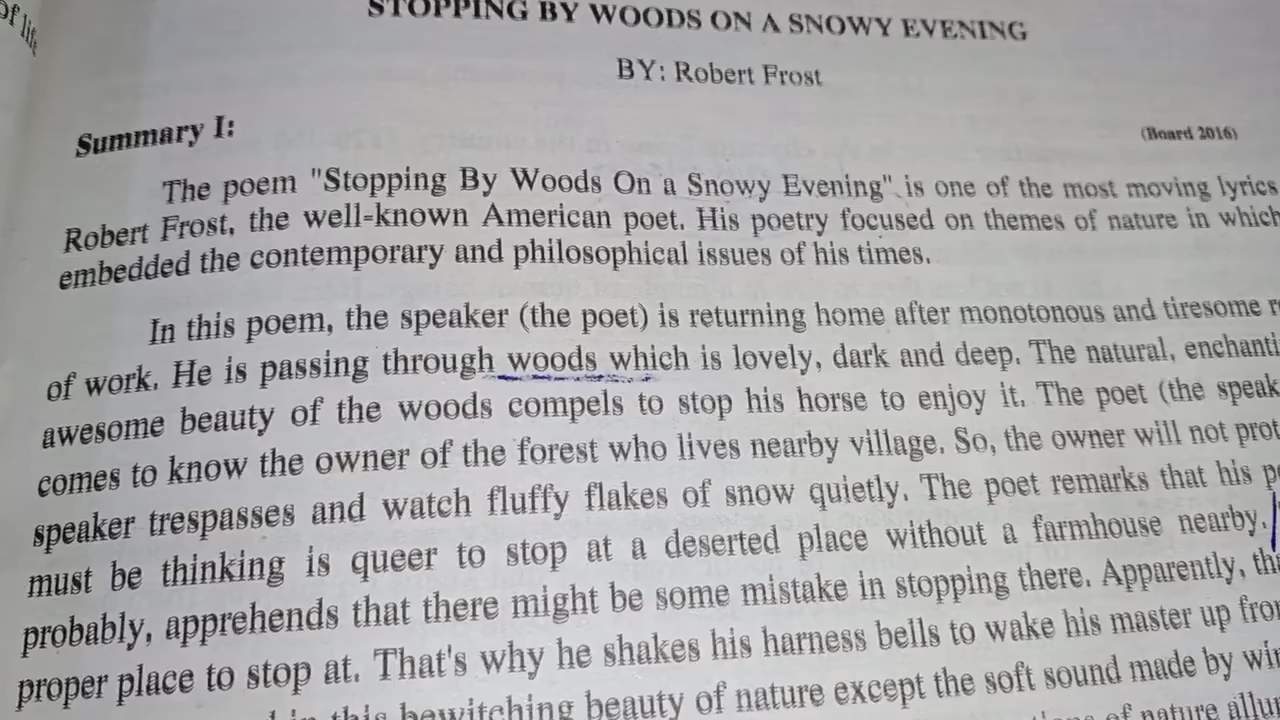 of life
STOPPING BY WOODS ON A SNOWY EVENING
BY: Robert Frost
Summary I:
(Board 2016)
The poem "Stopping By Woods On a Snowy Evening" is one of the most moving lyrics
Robert Frost, the well-known American poet. His poetry focused on themes of nature in which
embedded the contemporary and philosophical issues of his times.
In this poem, the speaker (the poet) is returning home after monotonous and tiresome
of work. He is passing through woods which is lovely, dark and deep. The natural,
awesome beauty of the woods compels to stop his horse to enjoy it. The poet (the
comes to know the owner of the forest who lives nearby village. So, the owner will not
speaker trespasses and watch fluffy flakes of snow quietly. The poet remarks that his
must be thinking is queer to stop at a deserted place without a farmhouse nearby.
probably, apprehends that there might be some mistake in stopping there. Apparently,
proper place to stop at. That's why he shakes his harness bells to wake his master up
this bewitching beauty of nature except the soft sound made by
of nature